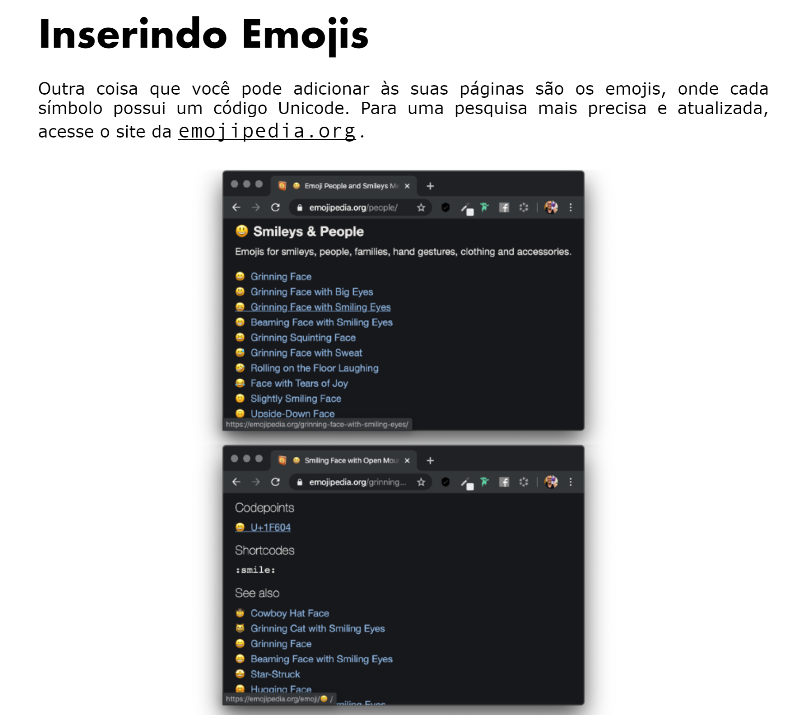 Inserindo Emojis
Outra coisa que você pode adicionar às suas páginas são os emojis, onde cada
símbolo possui um código Unicode. Para uma pesquisa mais precisa e atualizada,
acesse o site da emojipedia.org.
Emoji People and Smileys M
emojipedia.org/people/
😃 Smileys & People
Emojis for smileys, people, families, hand gestures, clothing and accessories.
Grinning Face
Grinning Face with Big Eyes
Grinning Face with Smiling Eyes
Beaming Face with Smiling Eyes
Grinning Squinting Face
Grinning Face with Sweat
Rolling on the Floor Laughing
Face with Tears of Joy
Slightly Smiling Face
Upside-Down Face
https://emojipedia.org/grinning-face-with-smiling-eyes/
Smiling Face with Open Mou
emojipedia.org/grinning...
Codepoints
😄 U+1F604
Shortcodes
:smile:
See also
Cowboy Hat Face
Grinning Cat with Smiling Eyes
Grinning Face
Beaming Face with Smiling Eyes
Star-Struck
Hugging Face
https://emojipedia.org/emoji/😄/
miling Eyes